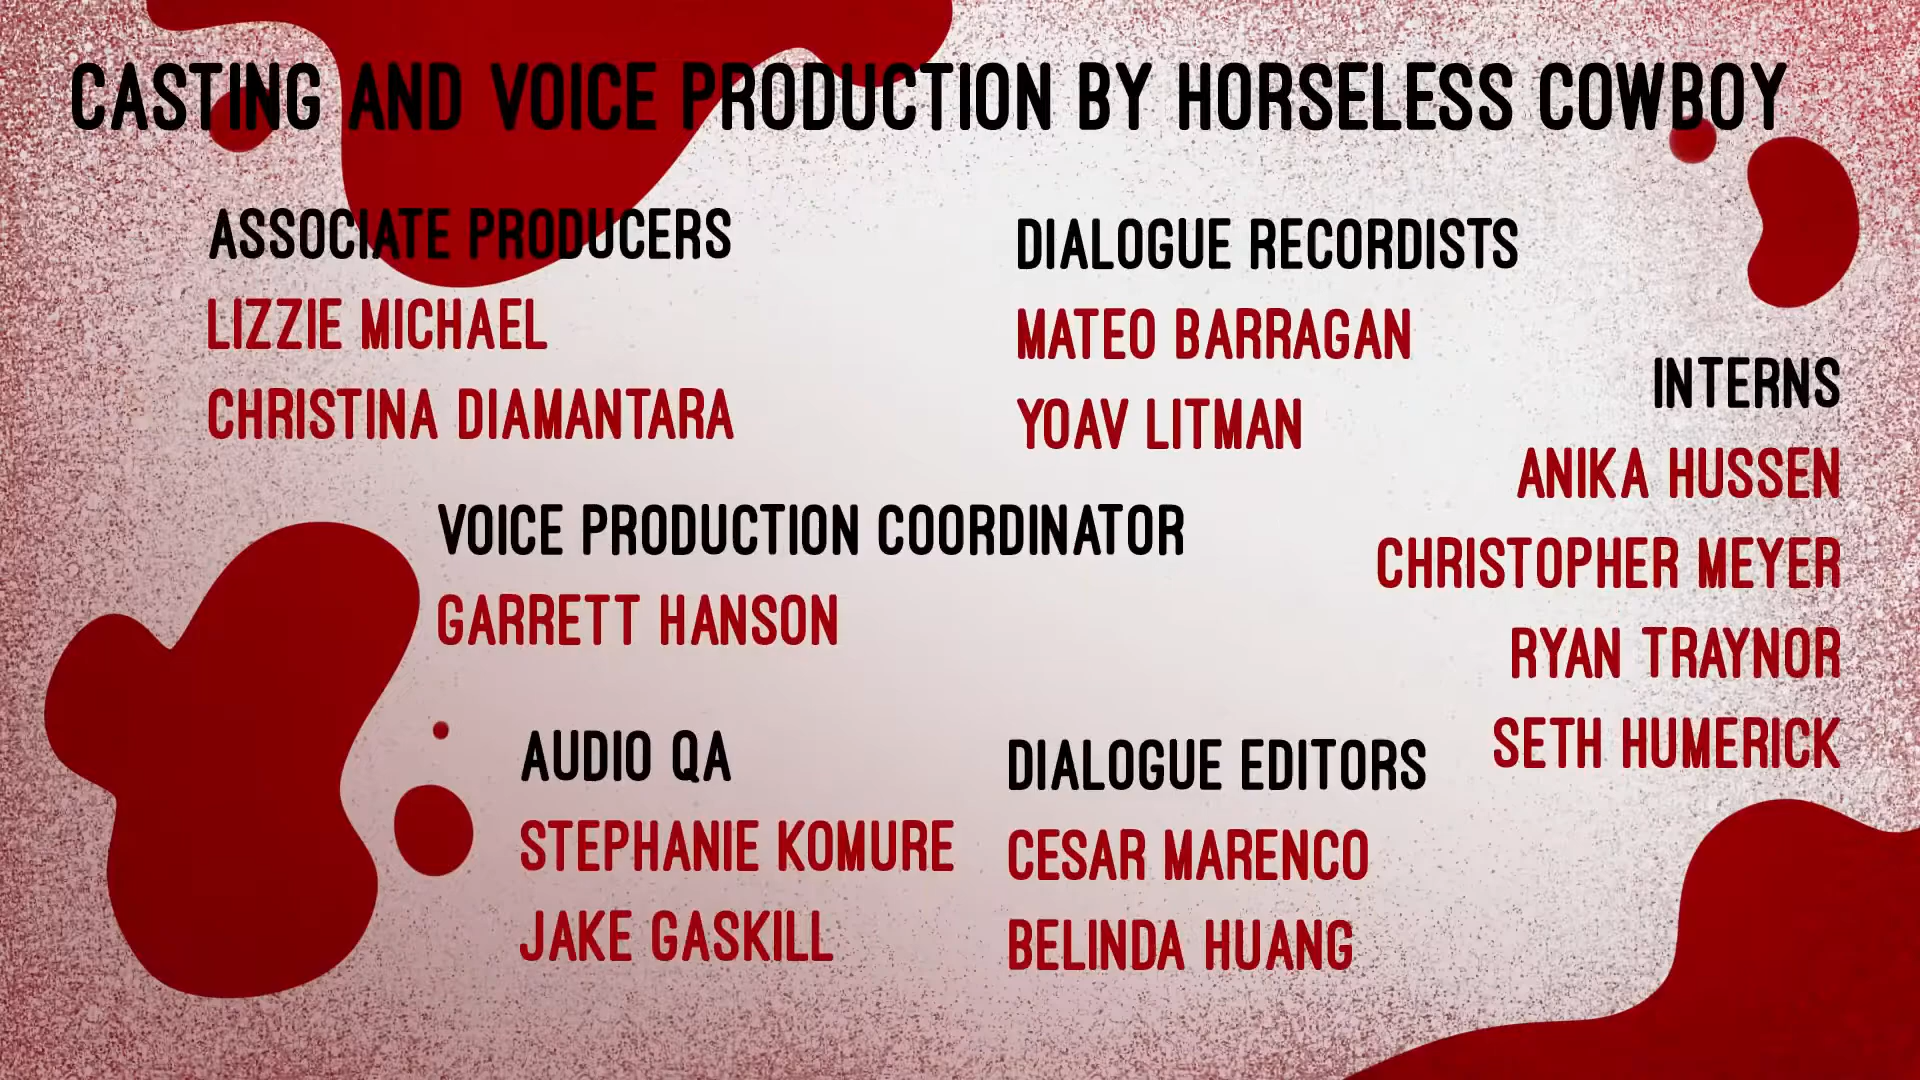 CASTING AND VOICE PRODUCTION BY HORSELESS COWBOY
ASSOCIATE PRODUCERS
LIZZIE MICHAEL
CHRISTINA DIAMANTARA
DIALOGUE RECORDISTS
MATEO BARRAGAN
YOAV LITMAN
INTERNS
ANIKA HUSSEN
CHRISTOPHER MEYER
RYAN TRAYNOR
SETH HUMERICK
VOICE PRODUCTION COORDINATOR
GARRETT HANSON
AUDIO QA
STEPHANIE KOMURE
JAKE GASKILL
DIALOGUE EDITORS
CESAR MARENCO
BELINDA HUANG